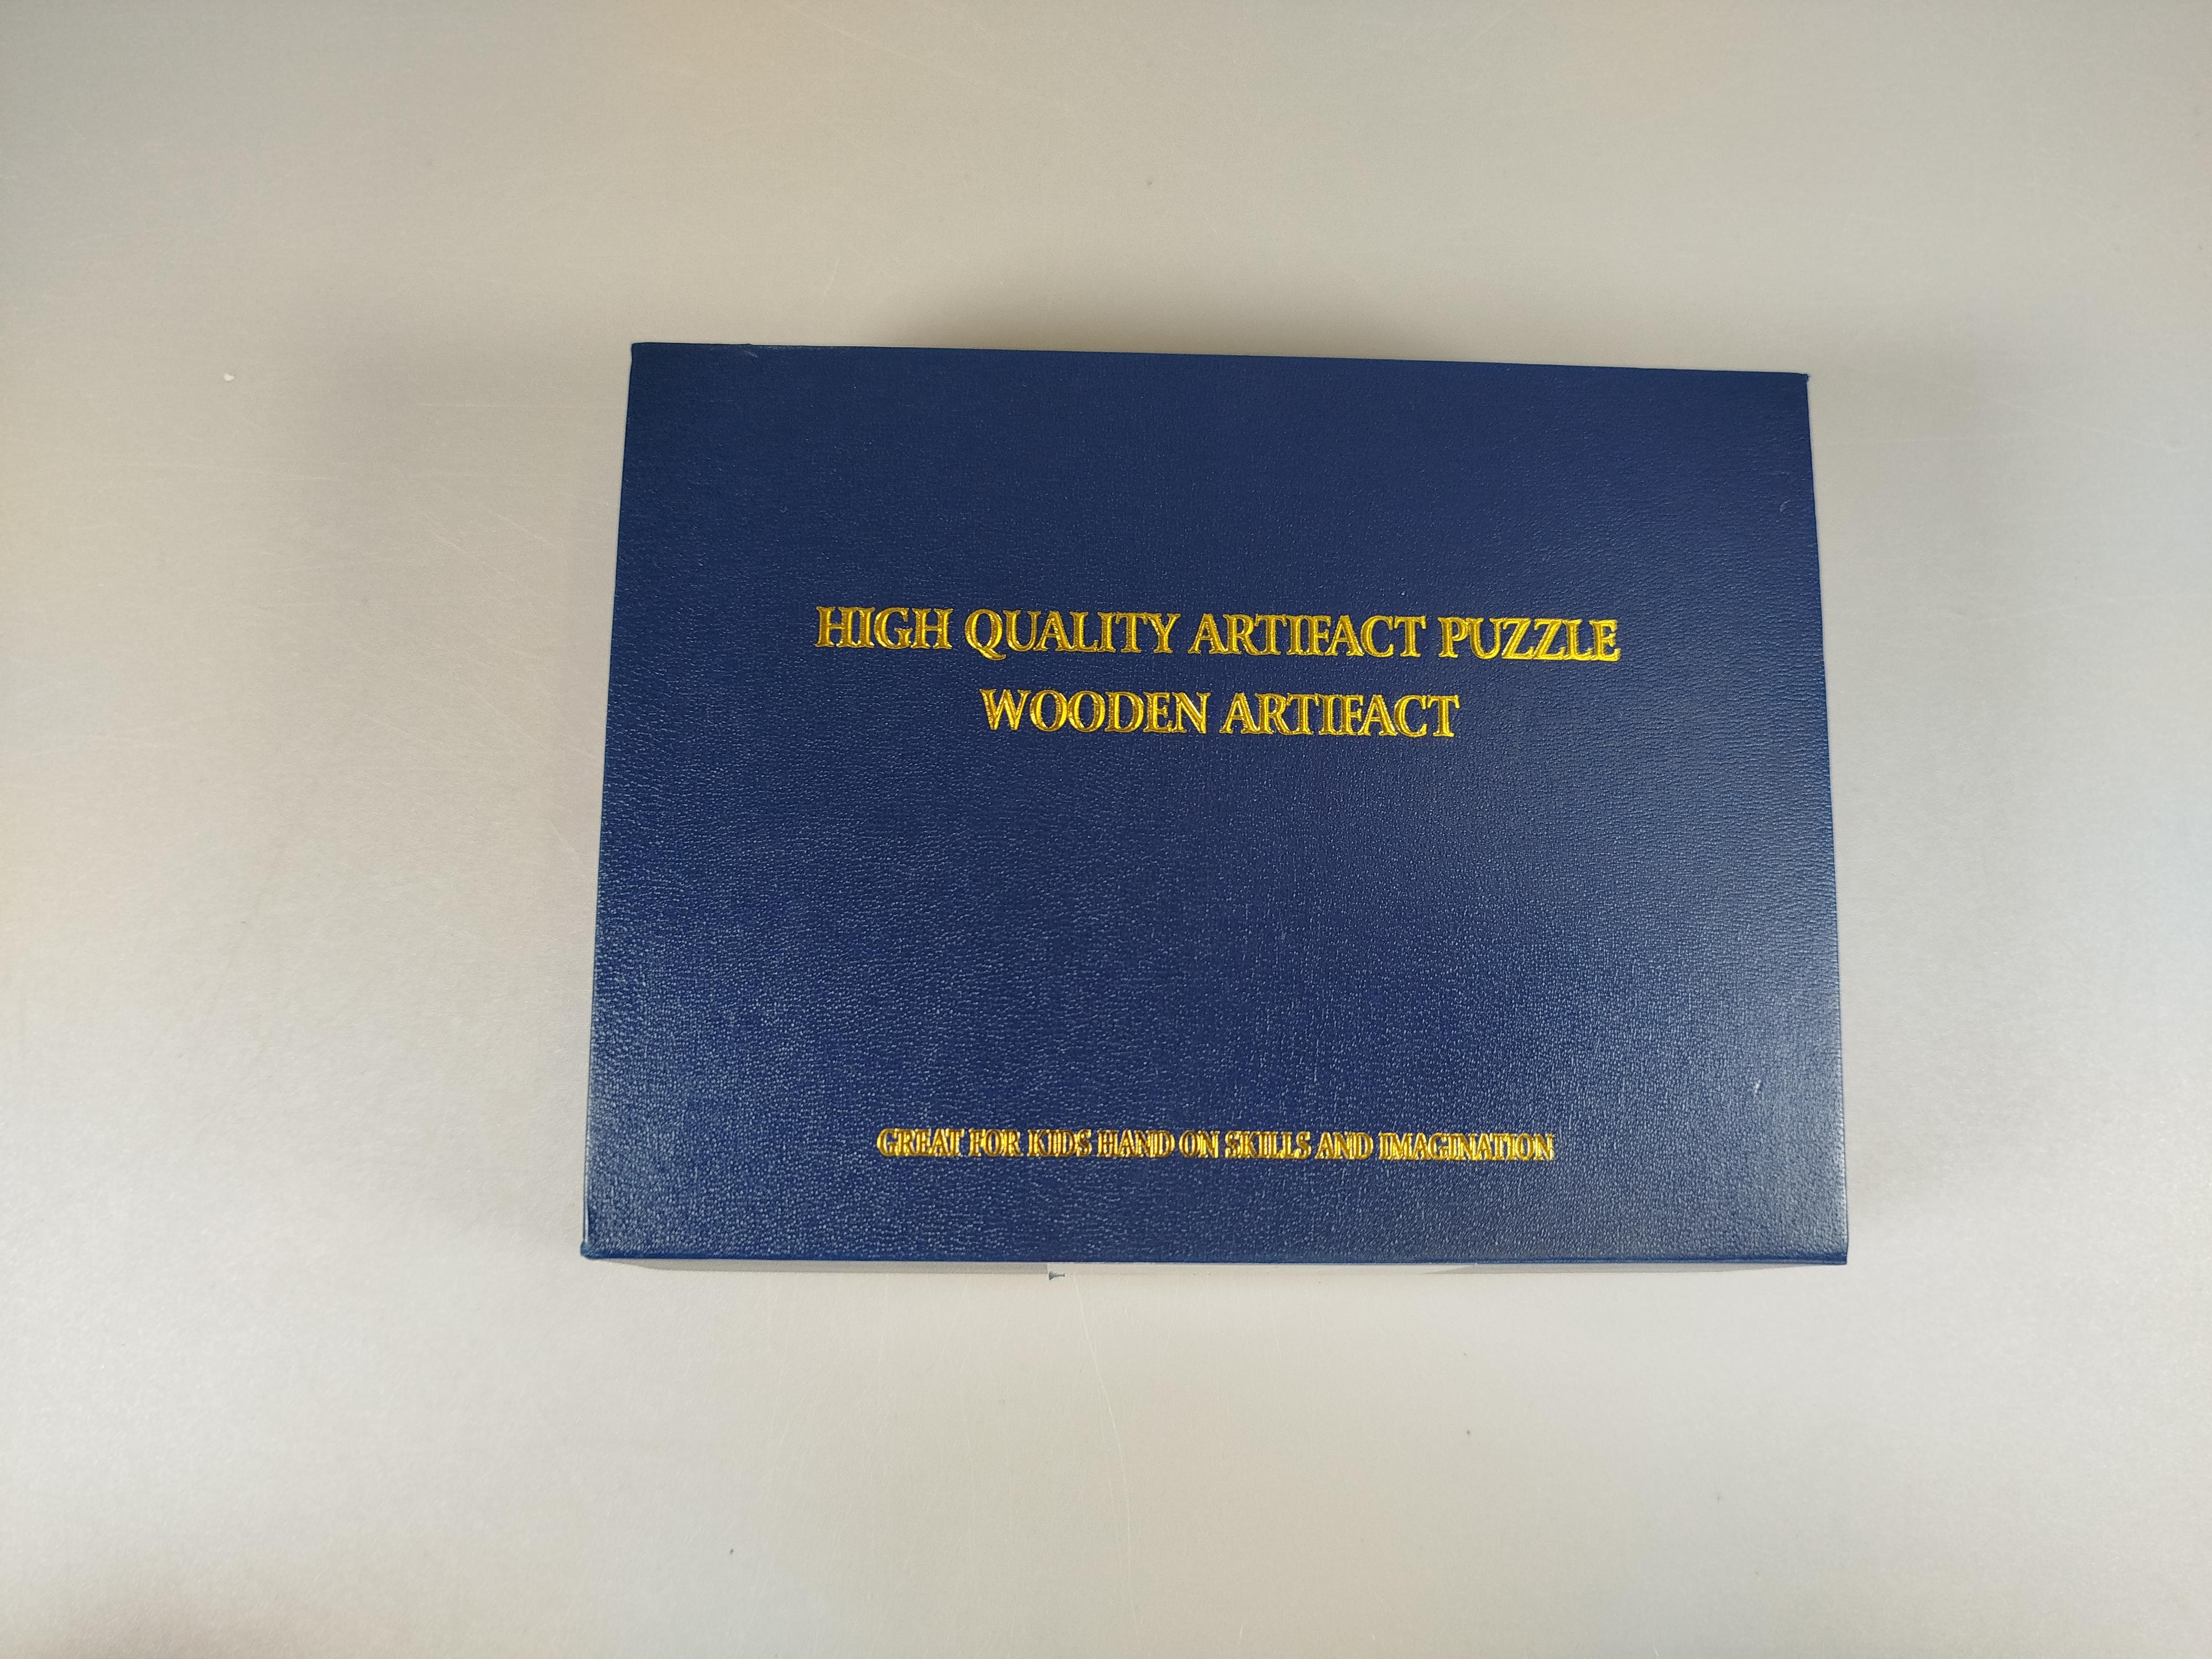 HIGH QUALITY ARTIFACT PUZZLE
WOODEN ARTIFACT
GREAT FOR KIDS HAND ON SKILLS AND IMAGINATION